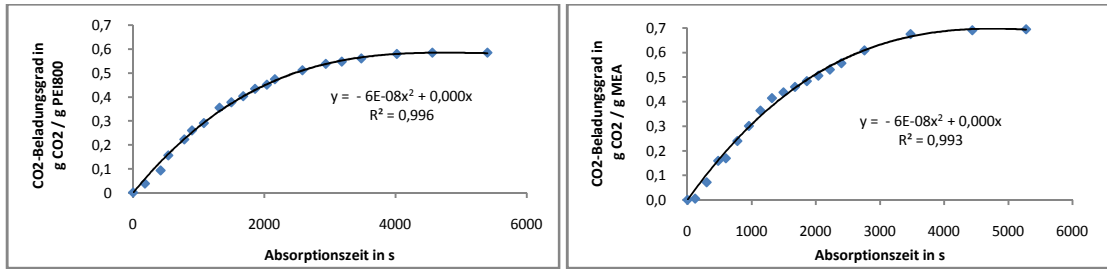 CO2-Beladungsgrad in
g CO2 / g PEI800
0,7
0,6
0,5
0,4
0,3
0,2
0,1
0
y = - 6E-08x² + 0,000x
R² = 0,996
0
2000
4000
6000
Absorptionszeit in s
CO2-Beladungsgrad in
g CO2 / g MEA
0,7
0,6
0,5
0,4
0,3
0,2
0,1
0,0
y = - 6E-08x² + 0,000x
R² = 0,993
0
1000
2000
3000
4000
5000
6000
Absorptionszeit in s